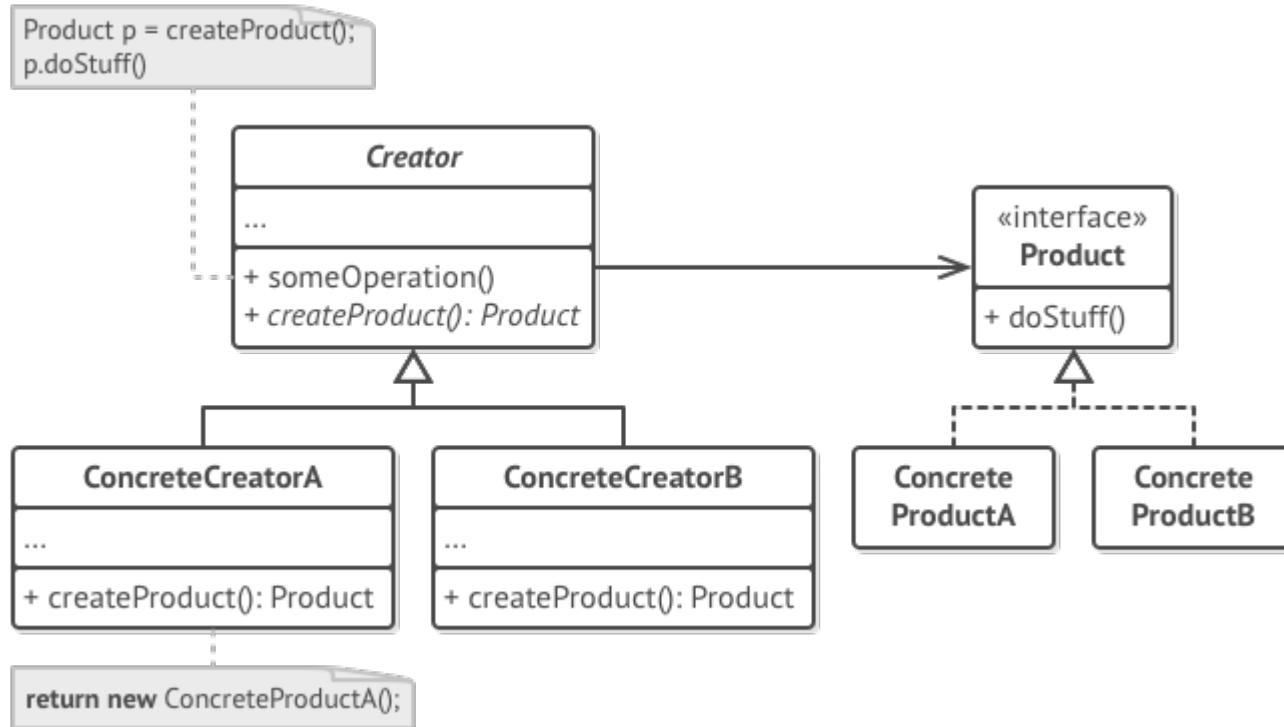 Product p = createProduct();
p.doStuff()
Creator
...
+ someOperation()
+ createProduct(): Product
«interface»
Product
+ doStuff()
ConcreteCreatorA
...
+ createProduct(): Product
ConcreteCreatorB
...
+ createProduct(): Product
Concrete
ProductA
Concrete
ProductB
return new ConcreteProductA();